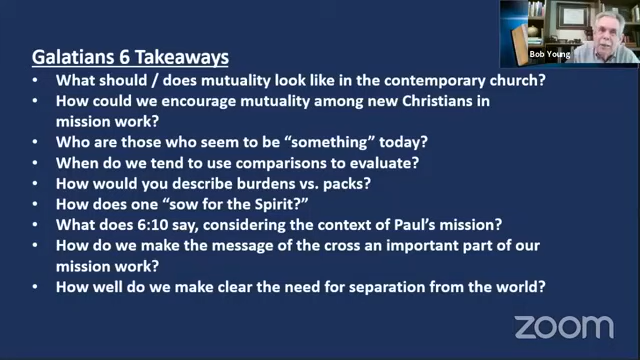 Galatians 6 Takeaways
• What should / does mutuality look like in the contemporary church?
• How could we encourage mutuality among new Christians in
mission work?
• Who are those who seem to be “something” today?
• When do we tend to use comparisons to evaluate?
• How would you describe burdens vs. packs?
• How does one “sow for the Spirit?”
• What does 6:10 say, considering the context of Paul’s mission?
• How do we make the message of the cross an important part of our
mission work?
• How well do we make clear the need for separation from the world?
Bob Young
zoom